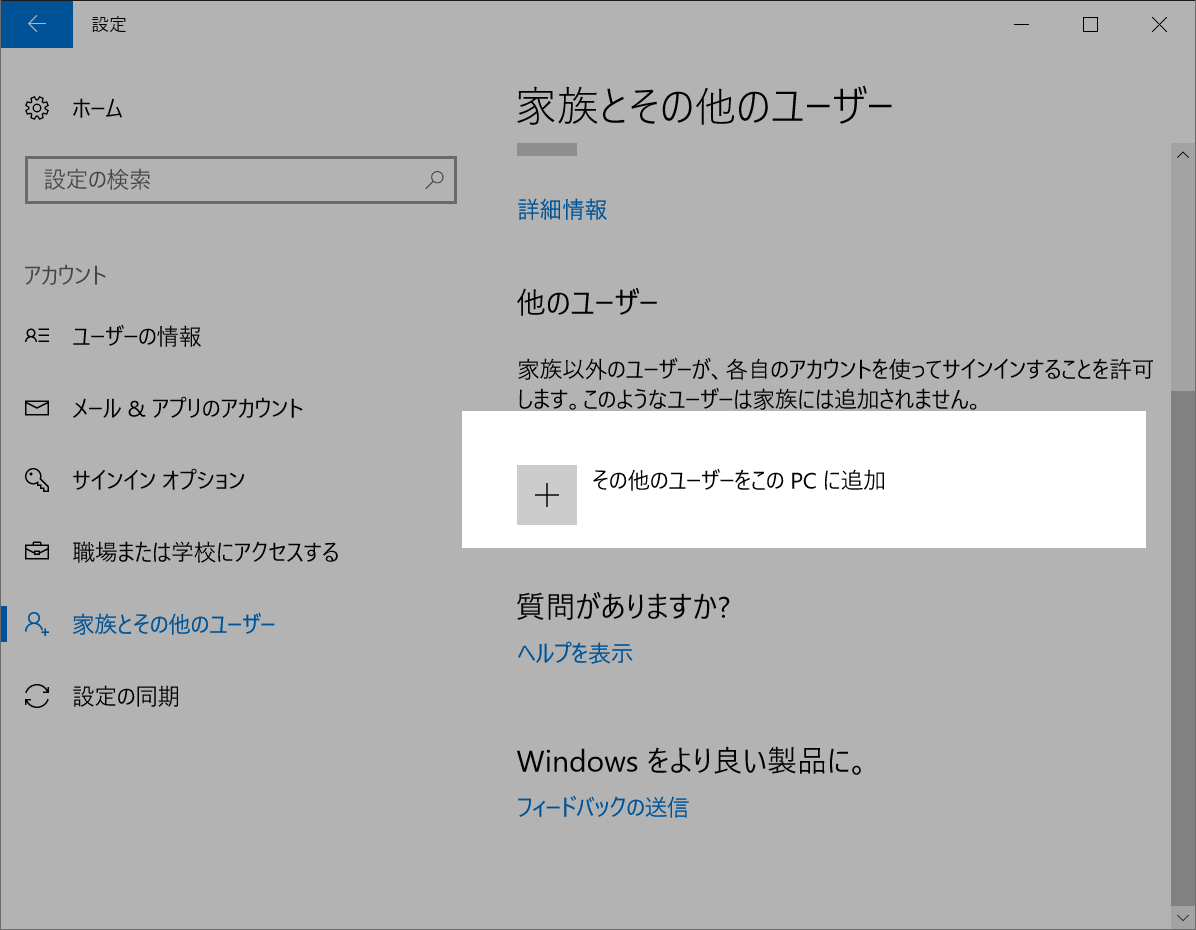 設定
ホーム
設定の検索
アカウント
ユーザーの情報
メール & アプリのアカウント
サインイン オプション
職場または学校にアクセスする
家族とその他のユーザー
設定の同期
家族とその他のユーザー
詳細情報
他のユーザー
家族以外のユーザーが、各自のアカウントを使ってサインインすることを許可
します。このようなユーザーは家族には追加されません。
その他のユーザーをこの PC に追加
質問がありますか?
ヘルプを表示
Windows をより良い製品に。
フィードバックの送信